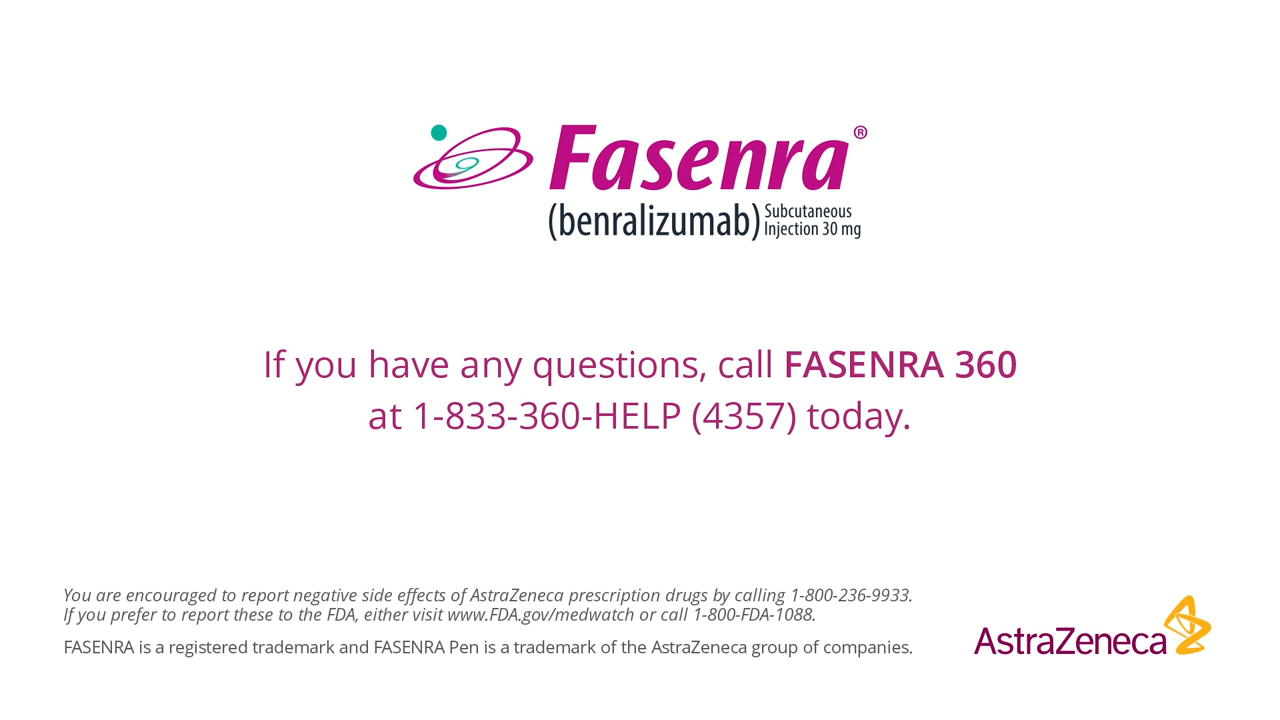 Fasenra®
(benralizumab) Subcutaneous
Injection 30 mg
If you have any questions, call FASENRA 360
at 1-833-360-HELP (4357) today.
You are encouraged to report negative side effects of AstraZeneca prescription drugs by calling 1-800-236-9933.
If you prefer to report these to the FDA, either visit www.FDA.gov/medwatch or call 1-800-FDA-1088.
FASENRA is a registered trademark and FASENRA Pen is a trademark of the AstraZeneca group of companies.
AstraZeneca